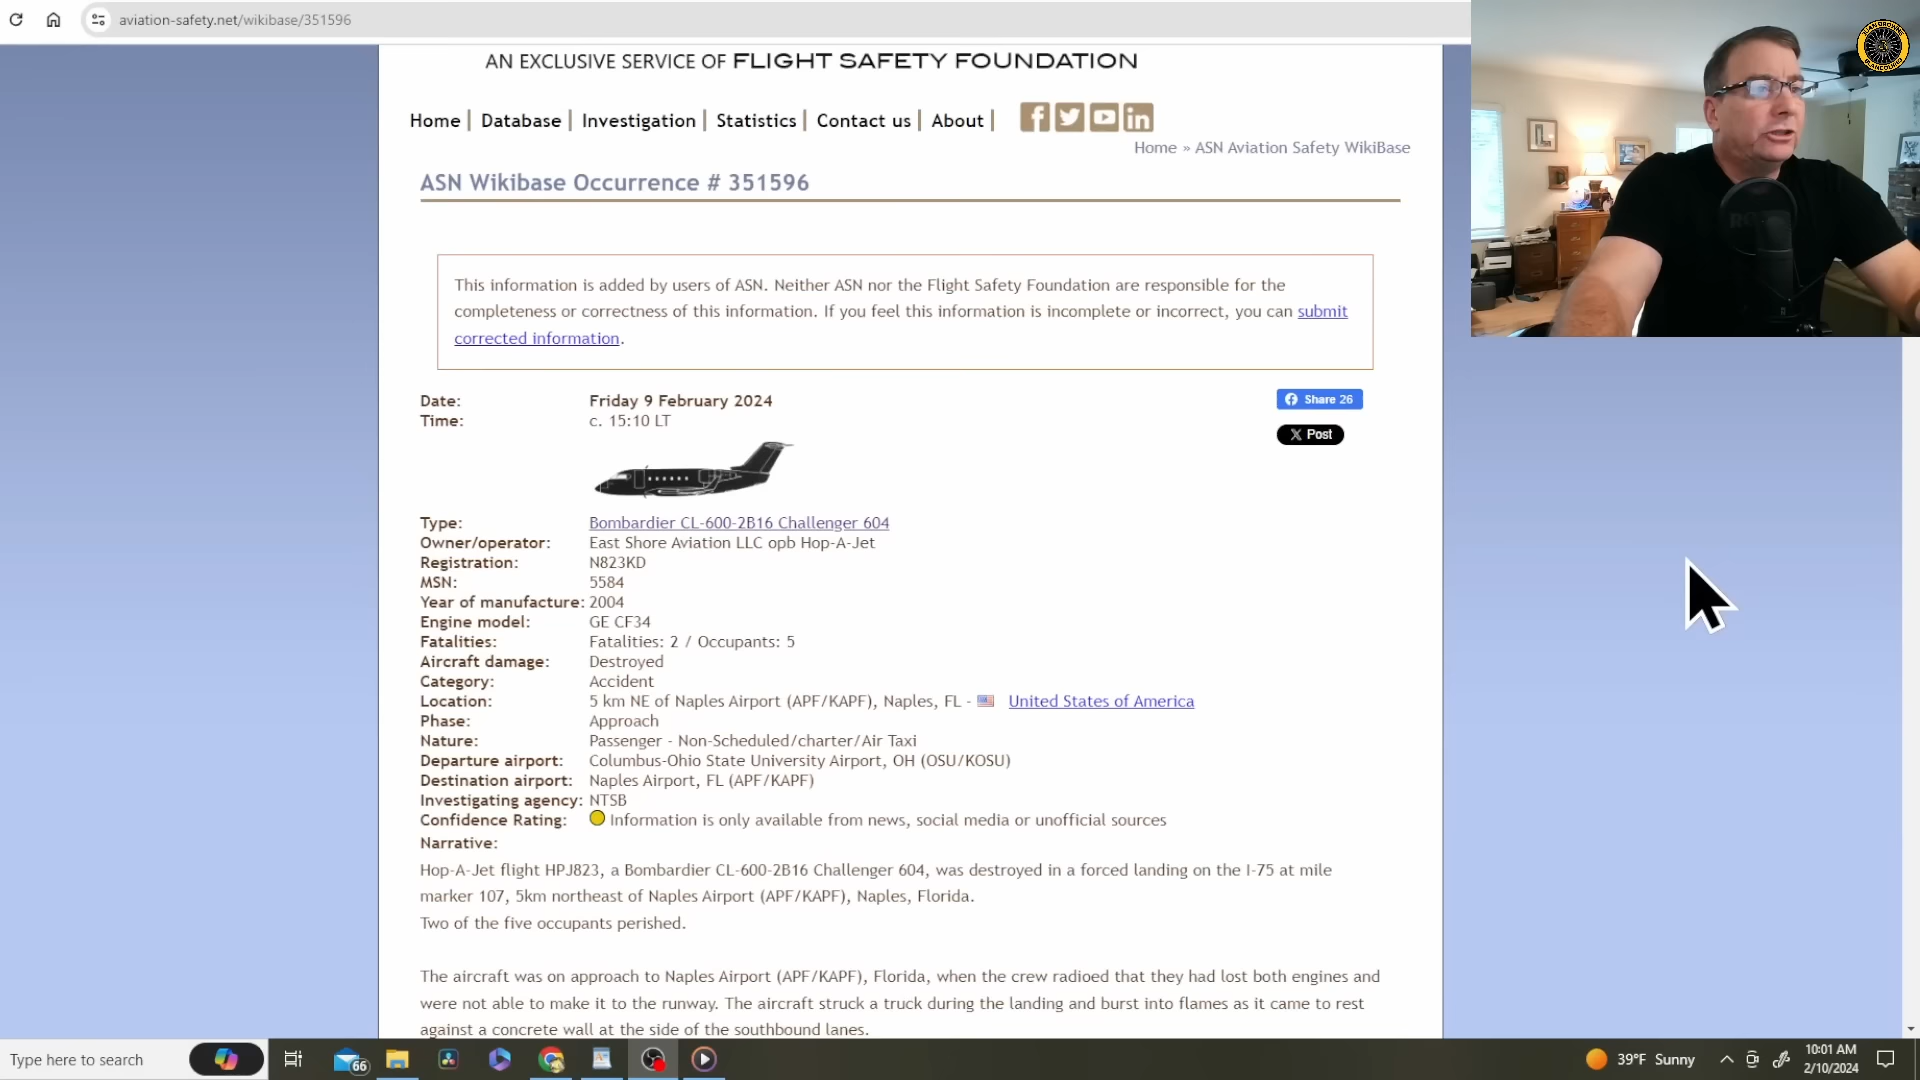 aviation-safety.net/wikibase/351596
AN EXCLUSIVE SERVICE OF FLIGHT SAFETY FOUNDATION
Home | Database | Investigation | Statistics | Contact us | About |
Home » ASN Aviation Safety WikiBase
ASN Wikibase Occurrence # 351596
This information is added by users of ASN. Neither ASN nor the Flight Safety Foundation are responsible for the
completeness or correctness of this information. If you feel this information is incomplete or incorrect, you can submit
corrected information.
Date: Friday 9 February 2024
Share 26
Time: c. 15:10 LT
X Post
Type: Bombardier CL-600-2B16 Challenger 604
Owner/operator: East Shore Aviation LLC opb Hop-A-Jet
Registration: N823KD
MSN: 5584
Year of manufacture: 2004
Engine model: GE CF34
Fatalities: Fatalities: 2 / Occupants: 5
Aircraft damage: Destroyed
Category: Accident
Location: 5 km NE of Naples Airport (APF/KAPF), Naples, FL - United States of America
Phase: Approach
Nature: Passenger - Non-Scheduled/charter/Air Taxi
Departure airport: Columbus-Ohio State University Airport, OH (OSU/KOSU)
Destination airport: Naples Airport, FL (APF/KAPF)
Investigating agency: NTSB
Confidence Rating: Information is only available from news, social media or unofficial sources
Narrative:
Hop-A-Jet flight HPJ823, a Bombardier CL-600-2B16 Challenger 604, was destroyed in a forced landing on the I-75 at mile
marker 107, 5km northeast of Naples Airport (APF/KAPF), Naples, Florida.
Two of the five occupants perished.
The aircraft was on approach to Naples Airport (APF/KAPF), Florida, when the crew radioed that they had lost both engines and
were not able to make it to the runway. The aircraft struck a truck during the landing and burst into flames as it came to rest
against a concrete wall at the side of the southbound lanes.
Type here to search
66
39°F Sunny
10:01 AM
2/10/2024